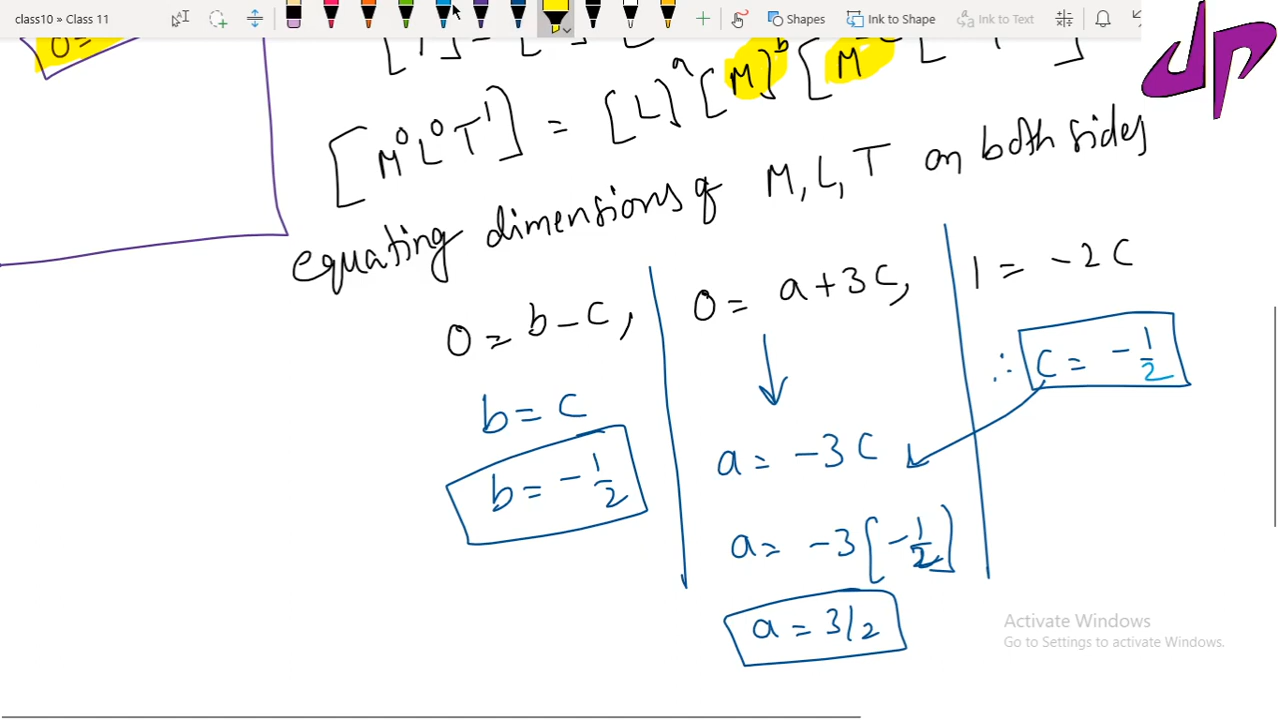 class10 » Class 11
Shapes
Ink to Shape
Ink to Text
[M⁰L⁰T¹] = [L]ᵃ [M]ᵇ [M
equating dimensions of M, L, T on both sides
0 = b - c, 0 = a + 3c, 1 = -2c
∴ c = -1/2
b = c
a = -3c
b = -1/2
a = -3[-1/2]
a = 3/2
Activate Windows
Go to Settings to activate Windows.
dp